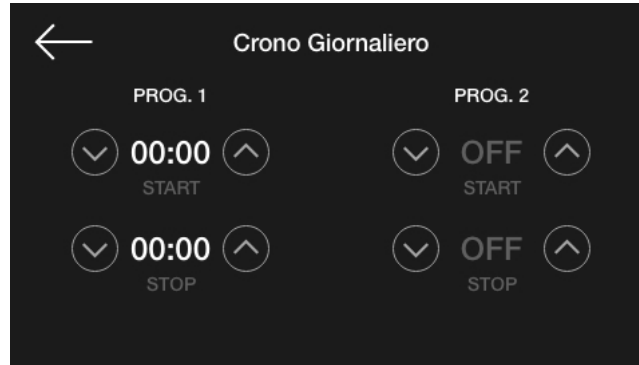 Crono Giornaliero
PROG. 1 PROG. 2
00:00 OFF
START START
00:00 OFF
STOP STOP